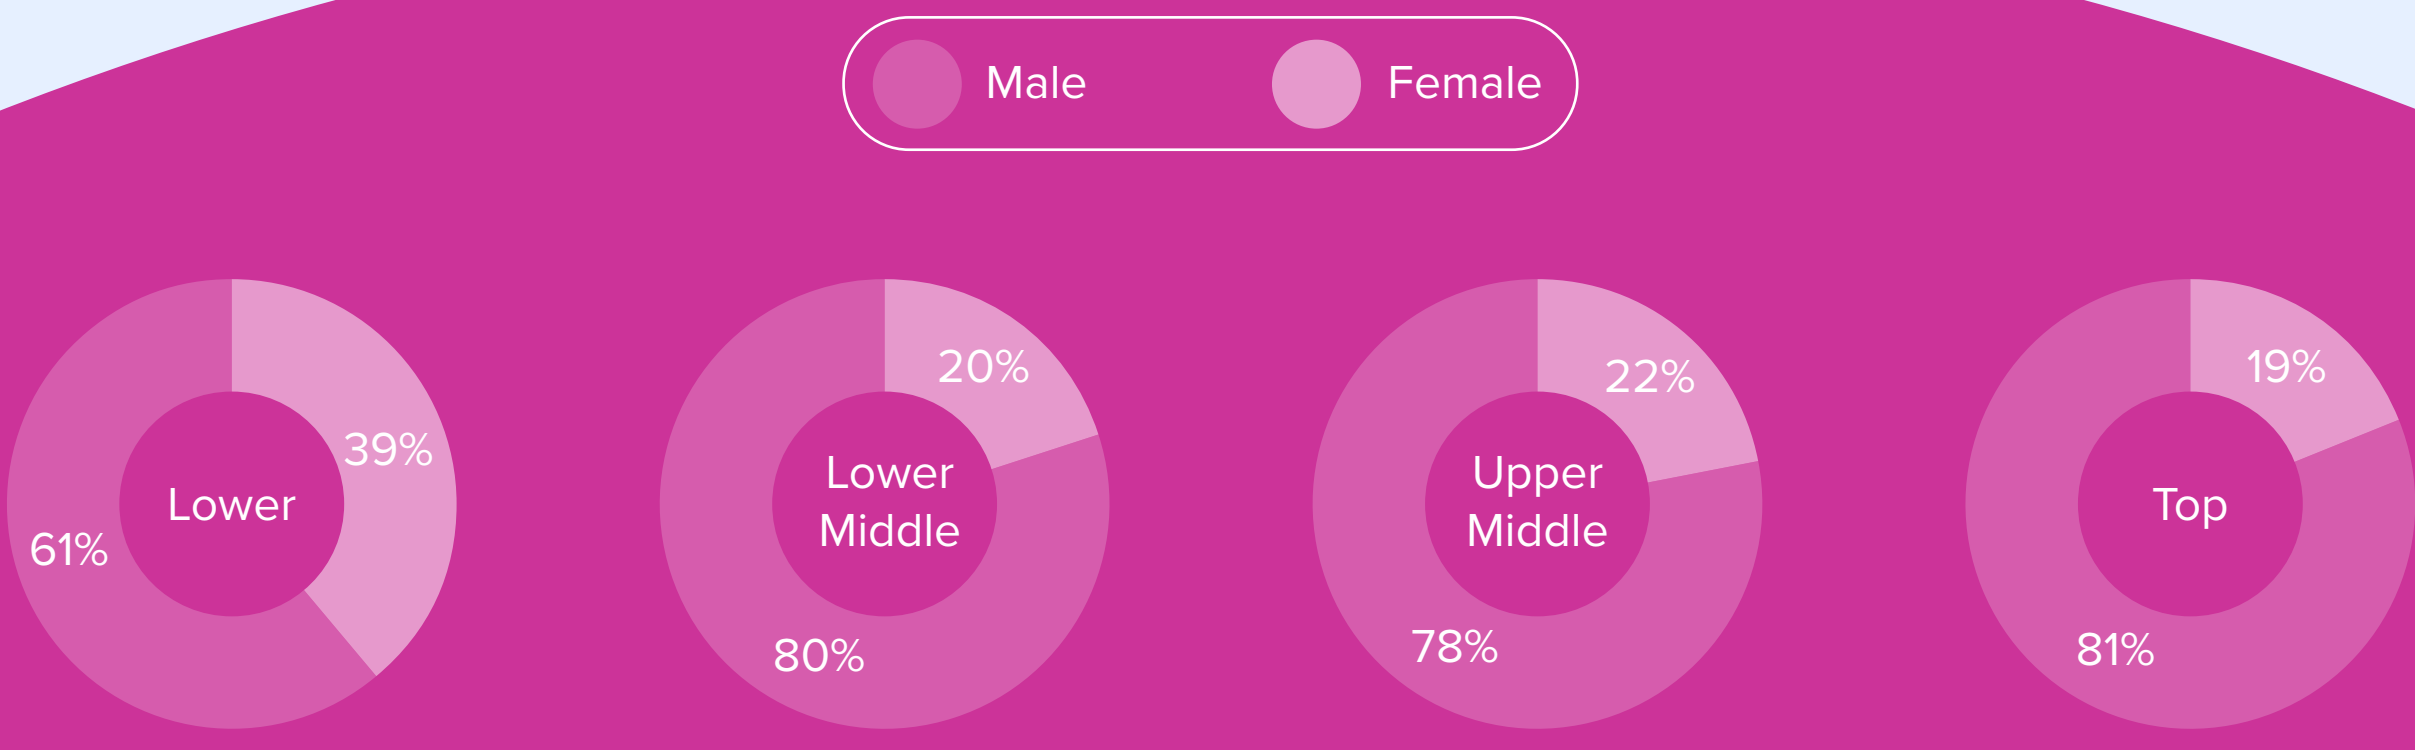 Male
Female
39%
61%
Lower
20%
80%
Lower
Middle
22%
78%
Upper
Middle
19%
81%
Top